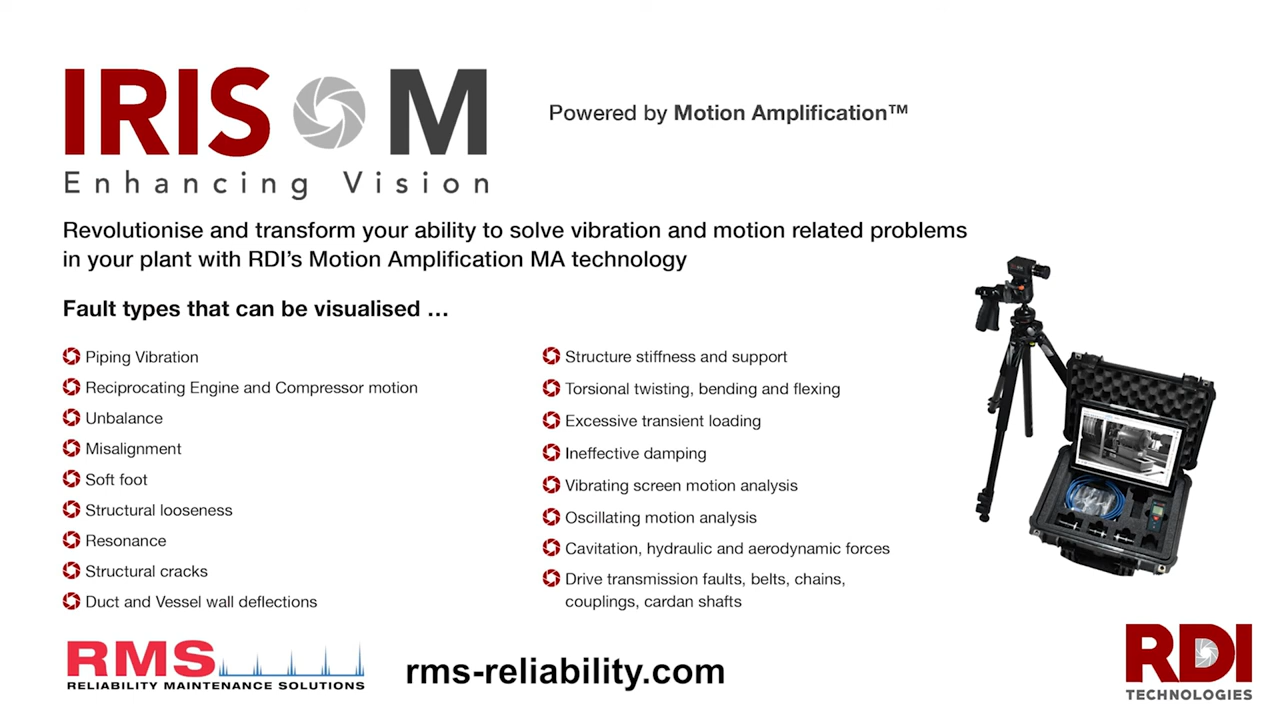 IRIS M
Enhancing Vision
Powered by Motion Amplification™
Revolutionise and transform your ability to solve vibration and motion related problems
in your plant with RDI's Motion Amplification MA technology
Fault types that can be visualised …
Piping Vibration
Reciprocating Engine and Compressor motion
Unbalance
Misalignment
Soft foot
Structural looseness
Resonance
Structural cracks
Duct and Vessel wall deflections
Structure stiffness and support
Torsional twisting, bending and flexing
Excessive transient loading
Ineffective damping
Vibrating screen motion analysis
Oscillating motion analysis
Cavitation, hydraulic and aerodynamic forces
Drive transmission faults, belts, chains,
couplings, cardan shafts
RMS
RELIABILITY MAINTENANCE SOLUTIONS
rms-reliability.com
RDI
TECHNOLOGIES